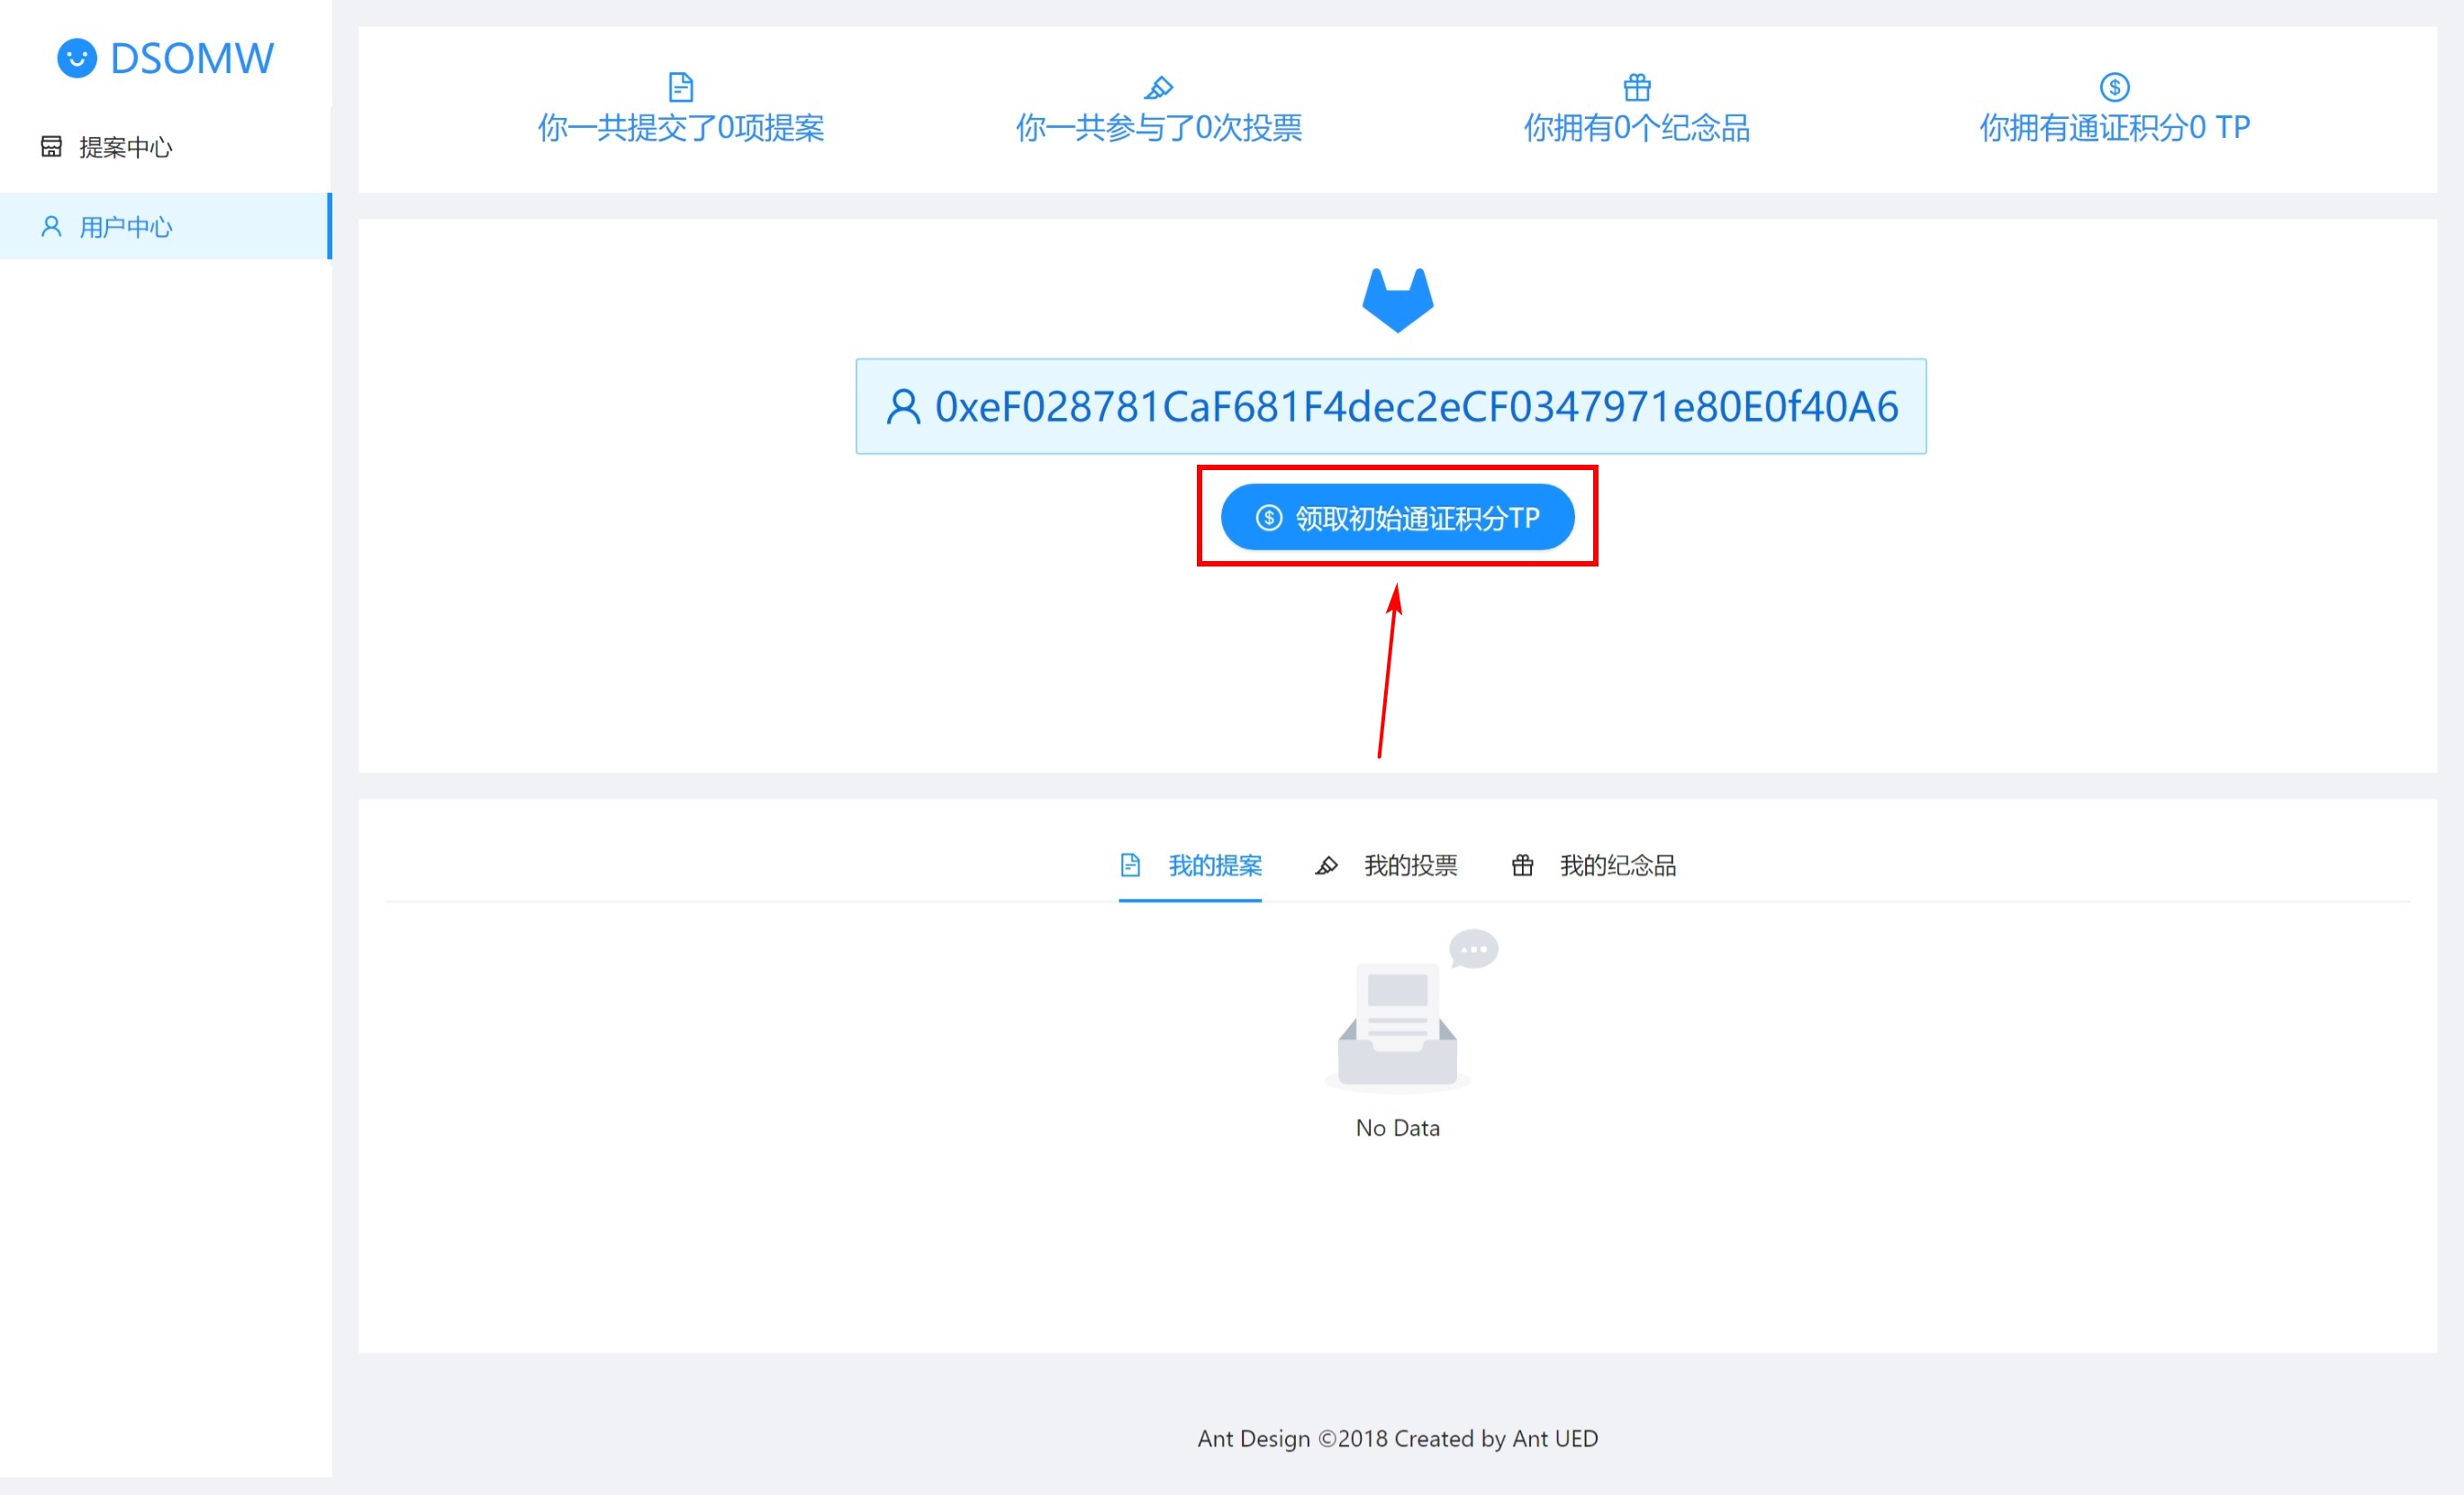 DSOMW
提案中心
用户中心
你一共提交了0项提案
你一共参与了0次投票
你拥有0个纪念品
你拥有通证积分0 TP
0xeF028781CaF681F4dec2eCF0347971e80E0f40A6
领取初始通证积分TP
我的提案
我的投票
我的纪念品
No Data
Ant Design ©2018 Created by Ant UED